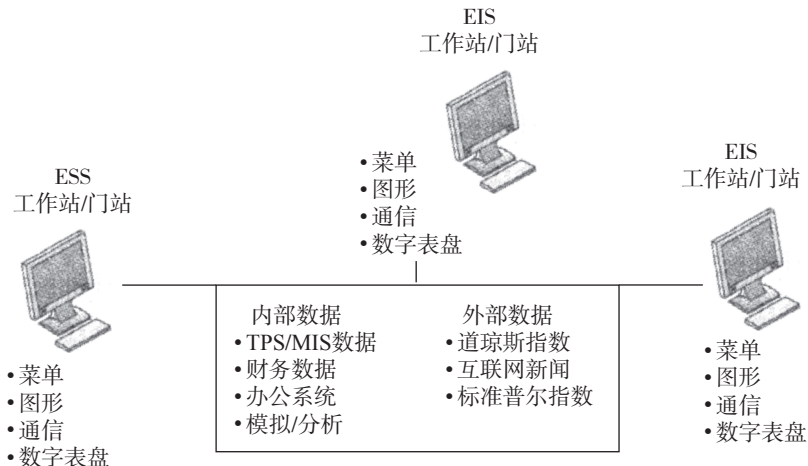 EIS
工作站/门站
•菜单
•图形
•通信
•数字表盘
ESS
工作站/门站
•菜单
•图形
•通信
•数字表盘
EIS
工作站/门站
•菜单
•图形
•通信
•数字表盘
内部数据
•TPS/MIS数据
•财务数据
•办公系统
•模拟/分析
外部数据
•道琼斯指数
•互联网新闻
•标准普尔指数